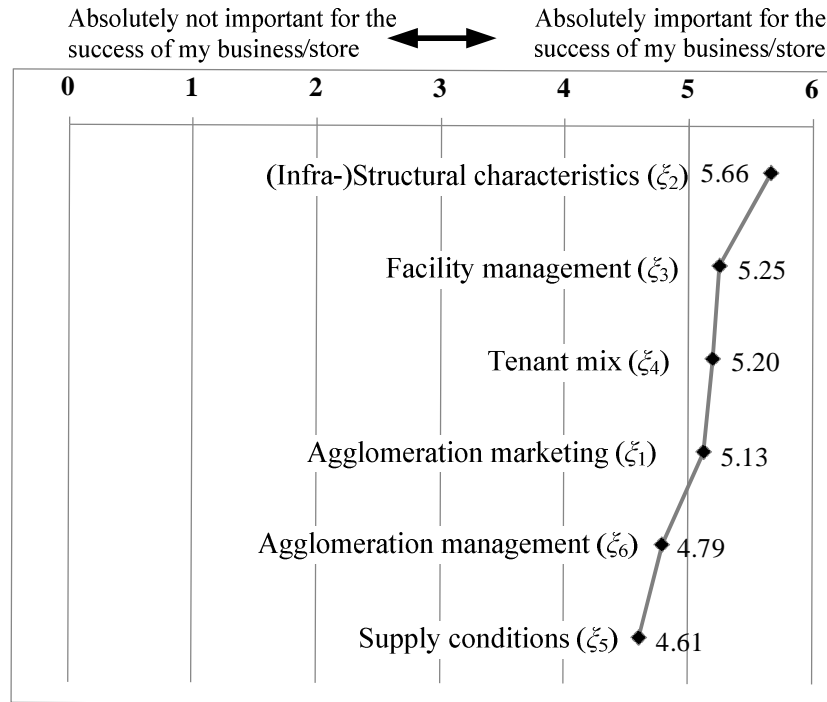 Absolutely not important for the
success of my business/store
Absolutely important for the
success of my business/store
0 1 2 3 4 5 6
(Infra-)Structural characteristics (ξ2) 5.66
Facility management (ξ3) 5.25
Tenant mix (ξ4) 5.20
Agglomeration marketing (ξ1) 5.13
Agglomeration management (ξ6) 4.79
Supply conditions (ξ5) 4.61